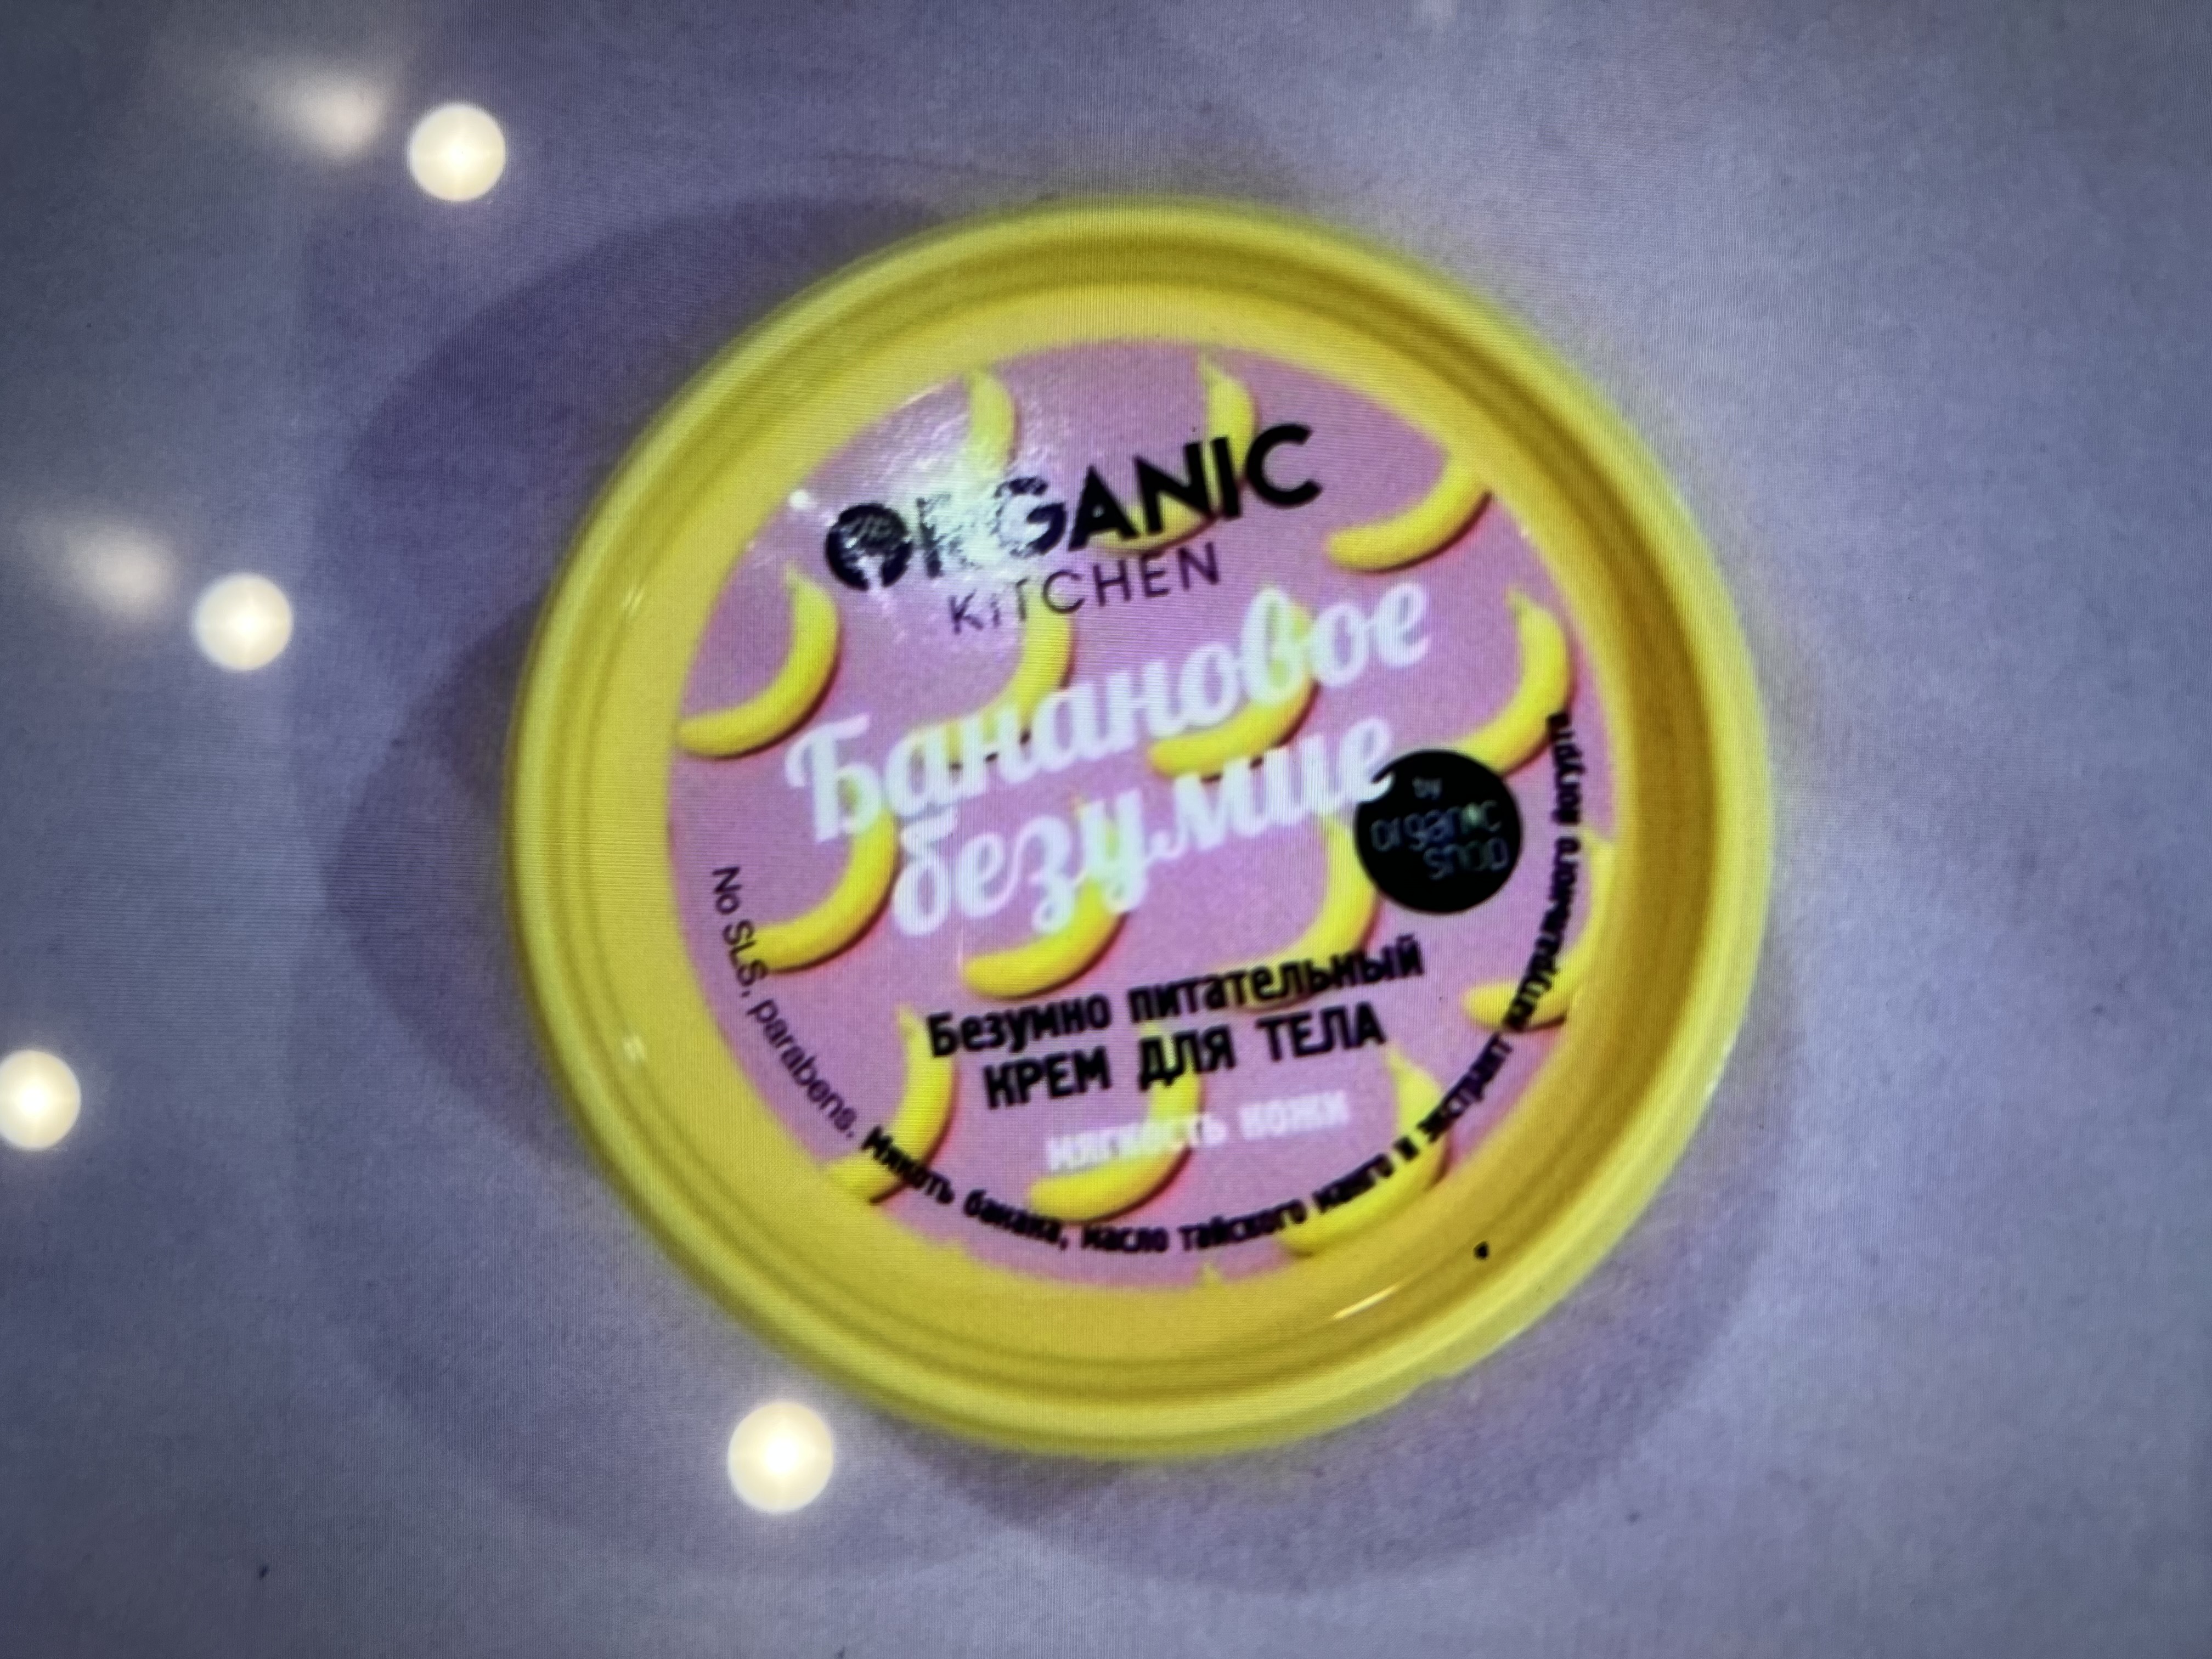 ORGANIC
KiTCHEN
Банановое
безумие
by
organic
shop
Безумно питательный
КРЕМ ДЛЯ ТЕЛА
мягкость кожи
No SLS, parabens. Мякоть банана, масло тайского манго и экстракт натурального йогурта